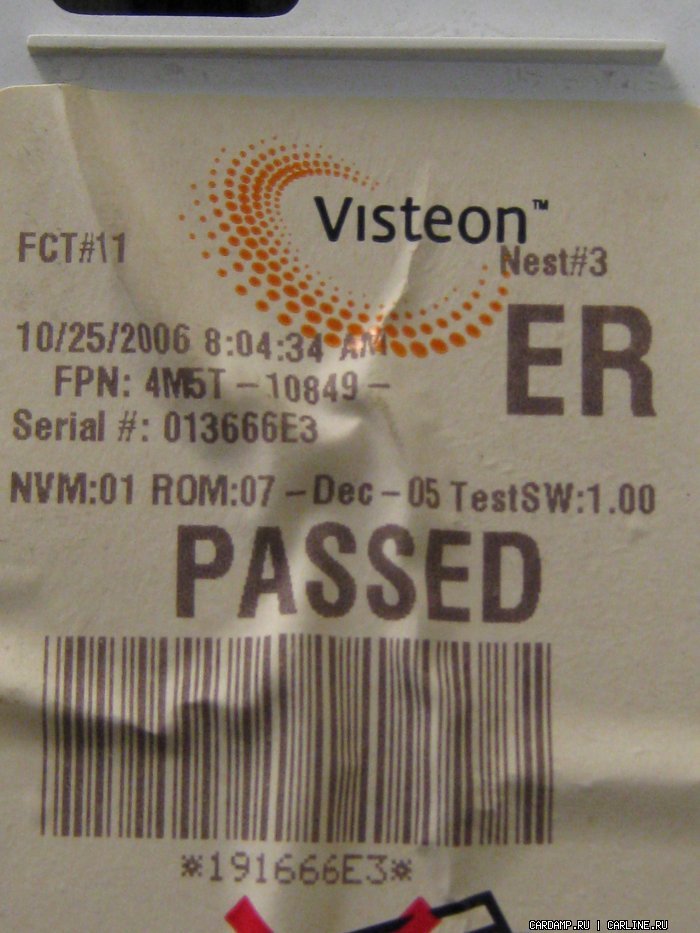 Visteon™
FCT#11
Nest#3
10/25/2006 8:04:34 AM
ER
FPN: 4M5T-10849-
Serial #: 013666E3
NVM:01 ROM:07-Dec-05 TestSW:1.00
PASSED
*191666E3*
CARDAMP.RU | CARLINE.RU